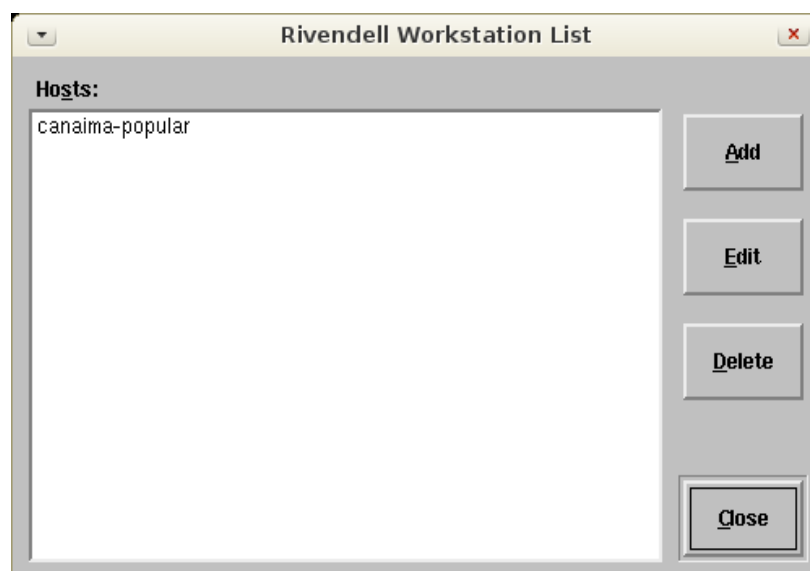 Rivendell Workstation List
Hosts:
canaima-popular
Add
Edit
Delete
Close